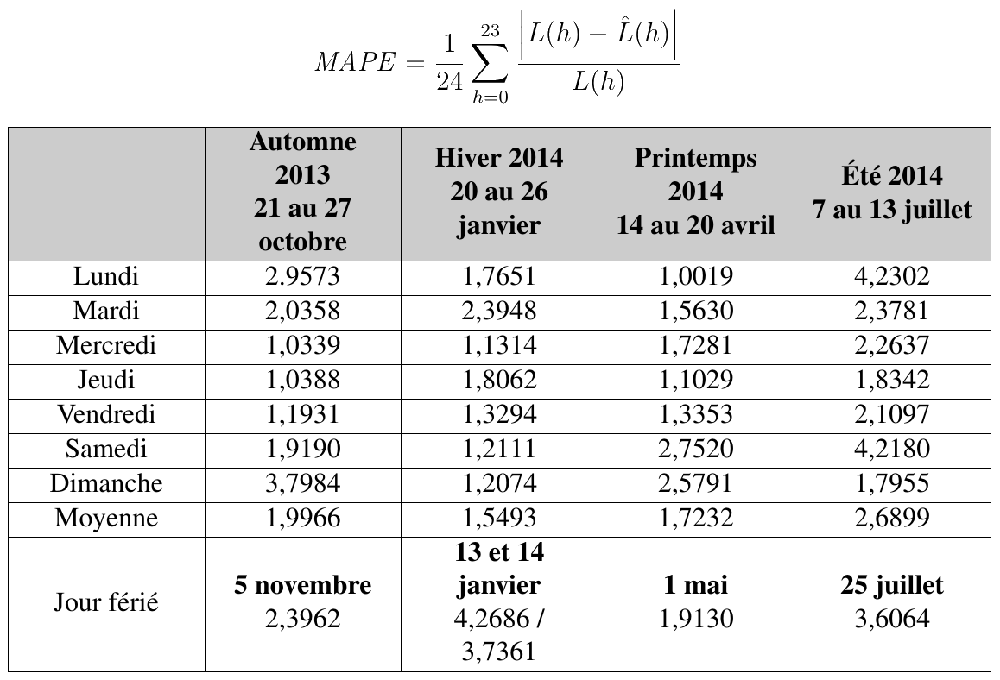 MAPE = \frac{1}{24} \sum_{h=0}^{23} \frac{|L(h) - \hat{L}(h)|}{L(h)}
Automne
2013
21 au 27
octobre
Hiver 2014
20 au 26
janvier
Printemps
2014
14 au 20 avril
Été 2014
7 au 13 juillet
Lundi 2.9573 1,7651 1,0019 4,2302
Mardi 2,0358 2,3948 1,5630 2,3781
Mercredi 1,0339 1,1314 1,7281 2,2637
Jeudi 1,0388 1,8062 1,1029 1,8342
Vendredi 1,1931 1,3294 1,3353 2,1097
Samedi 1,9190 1,2111 2,7520 4,2180
Dimanche 3,7984 1,2074 2,5791 1,7955
Moyenne 1,9966 1,5493 1,7232 2,6899
Jour férié
5 novembre
2,3962
13 et 14
janvier
4,2686 /
3,7361
1 mai
1,9130
25 juillet
3,6064